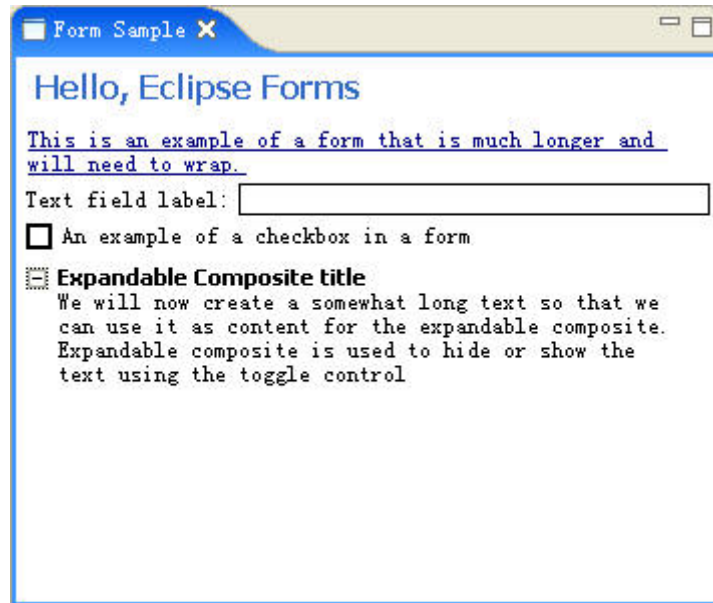 Form Sample
Hello, Eclipse Forms
This is an example of a form that is much longer and
will need to wrap.
Text field label:
An example of a checkbox in a form
Expandable Composite title
We will now create a somewhat long text so that we
can use it as content for the expandable composite.
Expandable composite is used to hide or show the
text using the toggle control